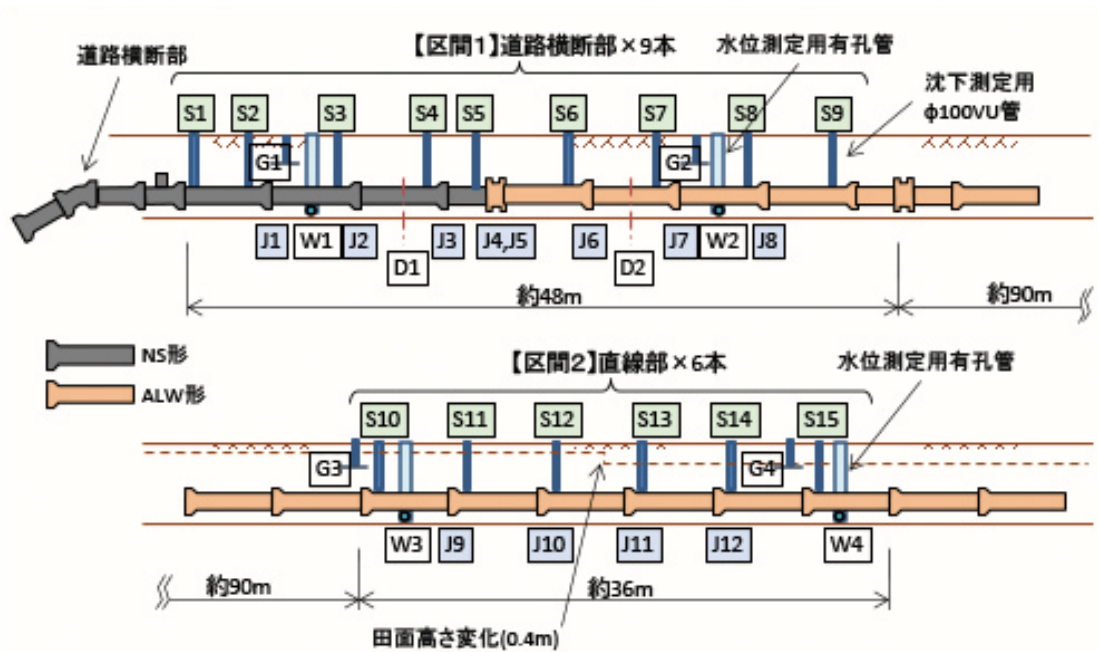 【区間1】道路横断部×9本
水位測定用有孔管
道路横断部
沈下測定用
φ100VU管
S1
S2
S3
S4
S5
S6
S7
S8
S9
G1
G2
J1
W1
J2
J3
J4,J5
J6
J7
W2
J8
D1
D2
約48m
約90m
NS形
ALW形
【区間2】直線部×6本
水位測定用有孔管
S10
S11
S12
S13
S14
S15
G3
G4
W3
J9
J10
J11
J12
W4
約90m
約36m
田面高さ変化(0.4m)